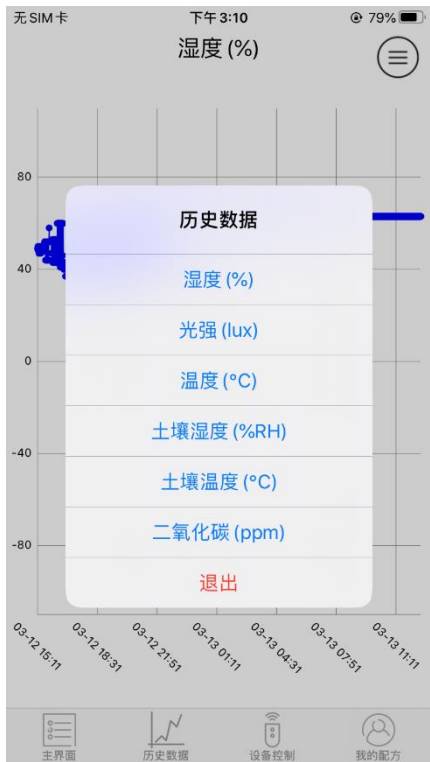 无SIM卡 下午3:10 79%
湿度(%)
80
历史数据
湿度(%)
40
光强(lux)
0
温度(°C)
土壤湿度(%RH)
-40
土壤温度(°C)
二氧化碳(ppm)
-80
退出
03-12 15:11 03-12 18:31 03-12 21:51 03-13 01:11 03-13 04:31 03-13 07:51 03-13 11:11
主界面 历史数据 设备控制 我的配方